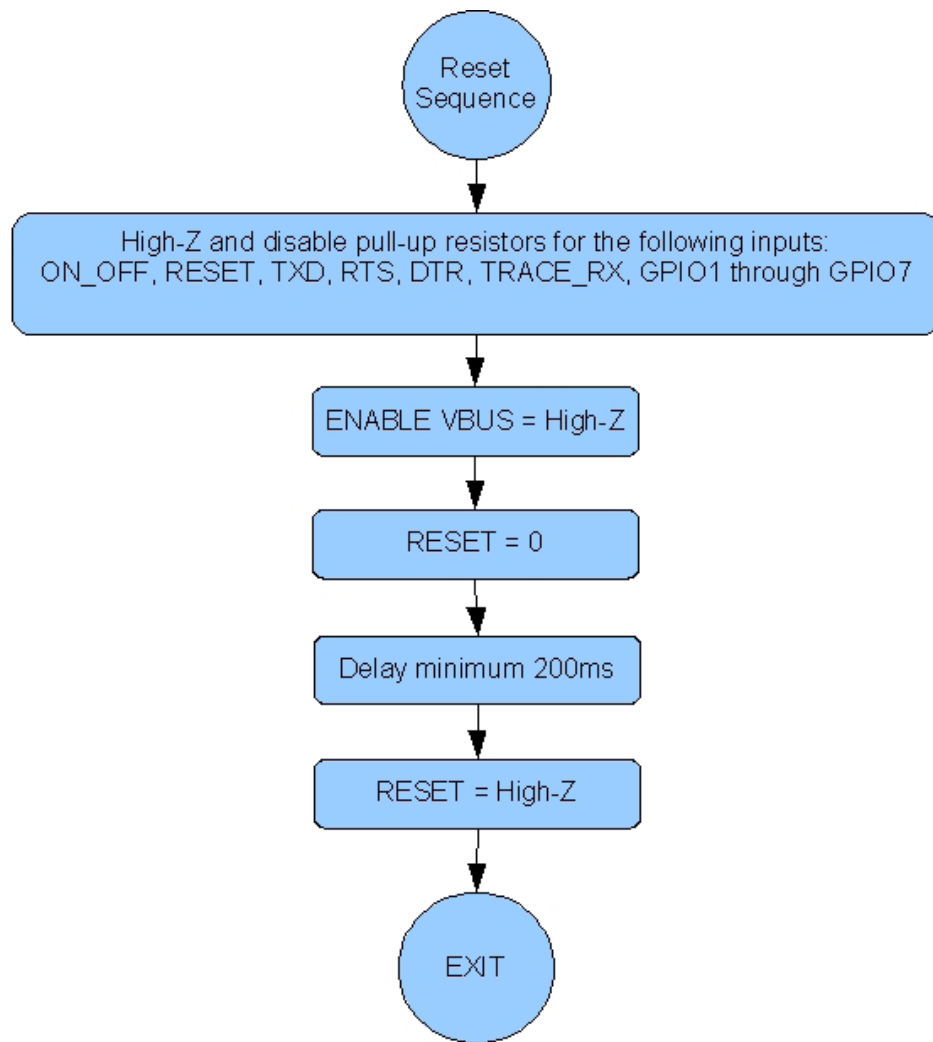 Reset
Sequence
High-Z and disable pull-up resistors for the following inputs:
ON_OFF, RESET, TXD, RTS, DTR, TRACE_RX, GPIO1 through GPIO7
ENABLE VBUS = High-Z
RESET = 0
Delay minimum 200ms
RESET = High-Z
EXIT